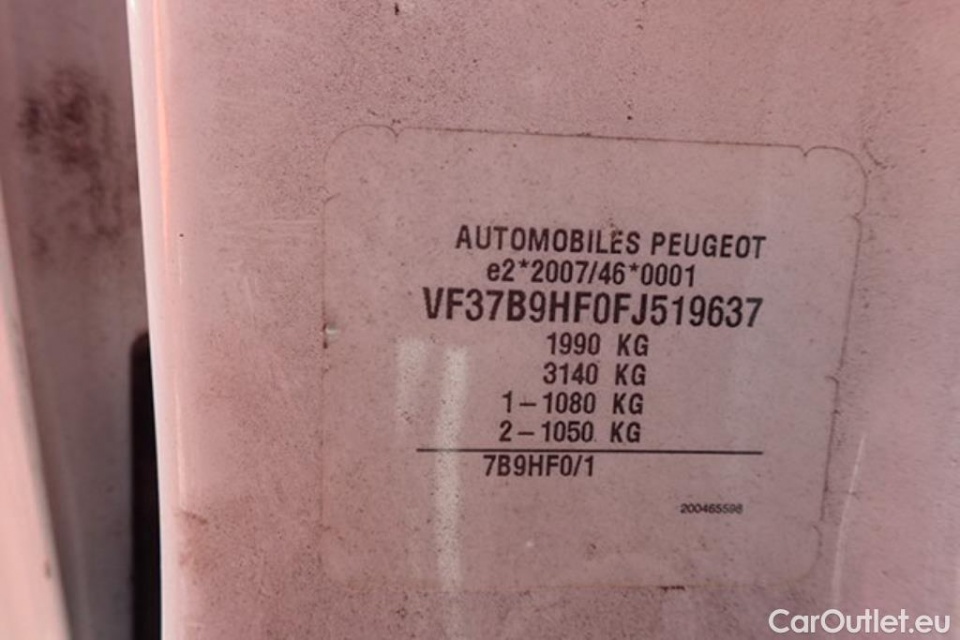 AUTOMOBILES PEUGEOT
e2*2007/46*0001
VF37B9HF0FJ519637
1990 KG
3140 KG
1-1080 KG
2-1050 KG
7B9HF0/1
200465598
CarOutlet.eu